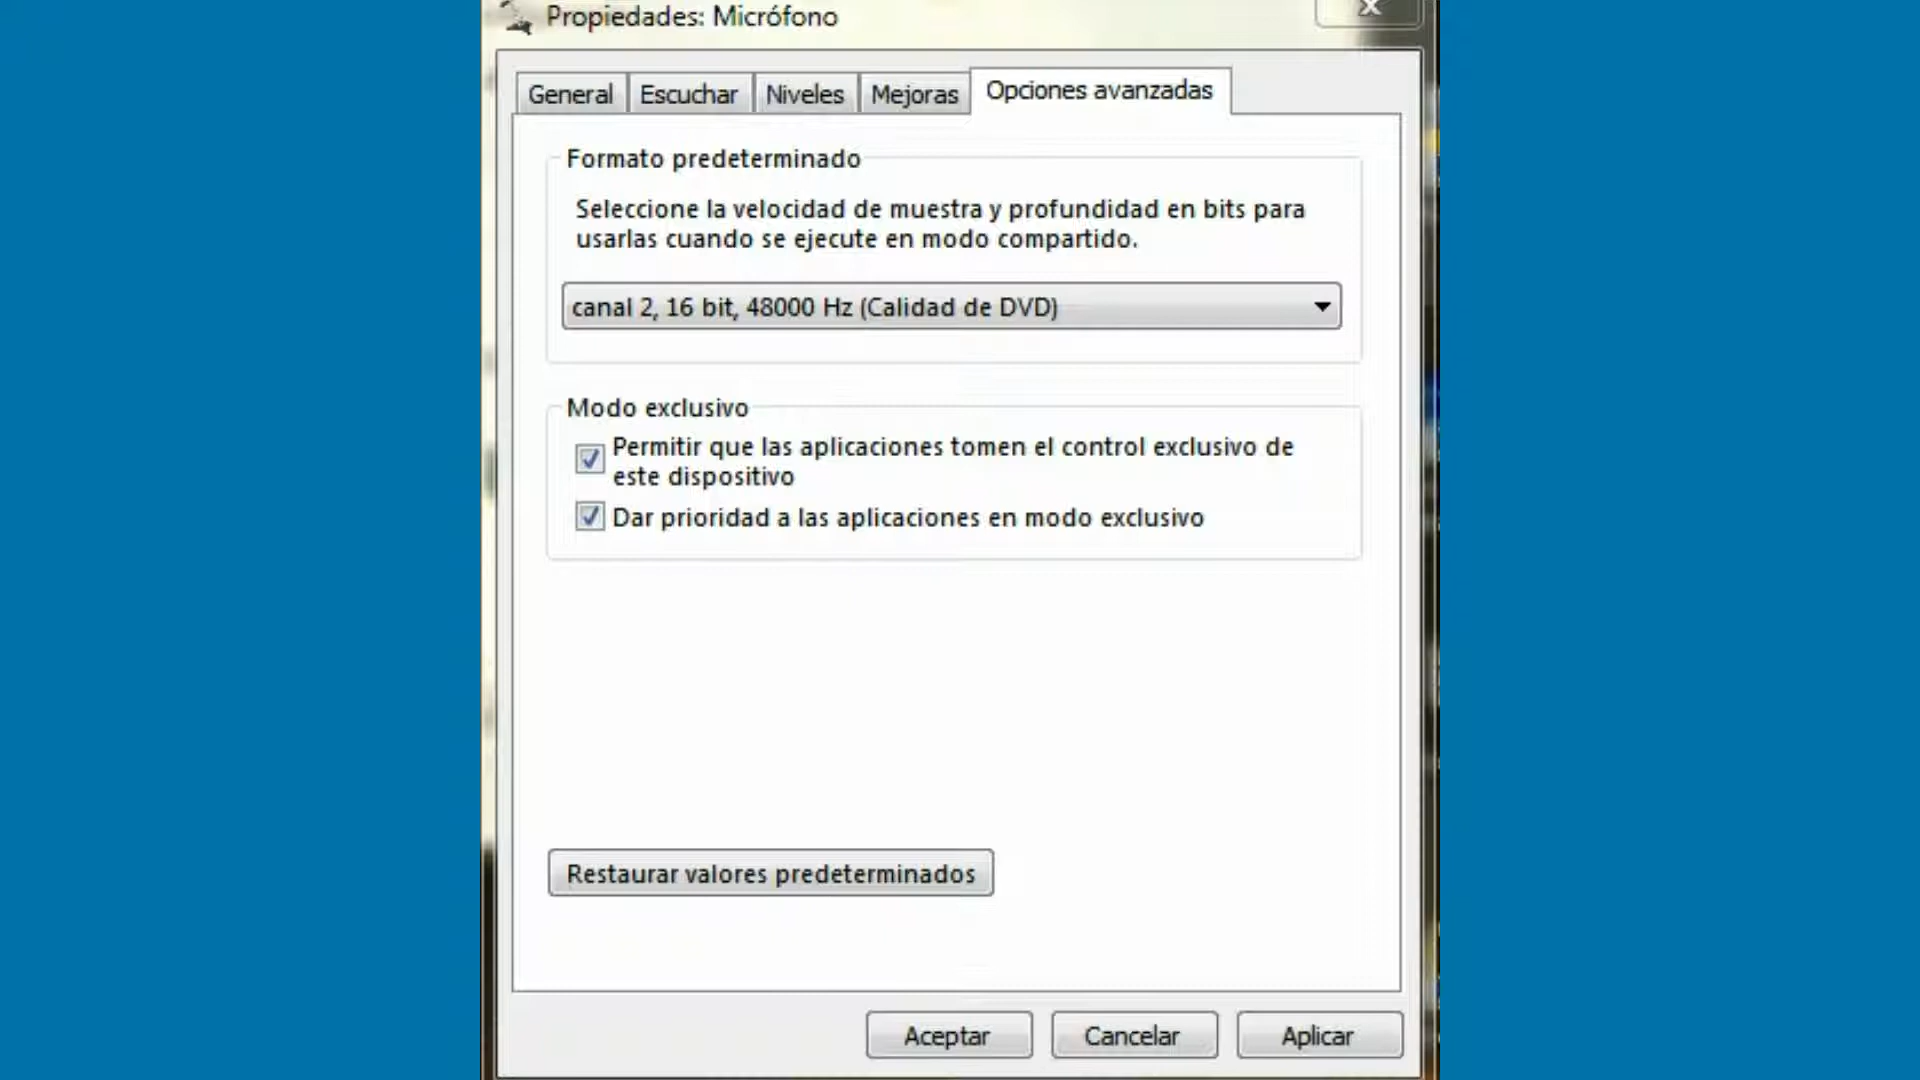 Propiedades: Micrófono
General
Escuchar
Niveles
Mejoras
Opciones avanzadas
Formato predeterminado
Seleccione la velocidad de muestra y profundidad en bits para
usarlas cuando se ejecute en modo compartido.
canal 2, 16 bit, 48000 Hz (Calidad de DVD)
Modo exclusivo
Permitir que las aplicaciones tomen el control exclusivo de
este dispositivo
Dar prioridad a las aplicaciones en modo exclusivo
Restaurar valores predeterminados
Aceptar
Cancelar
Aplicar